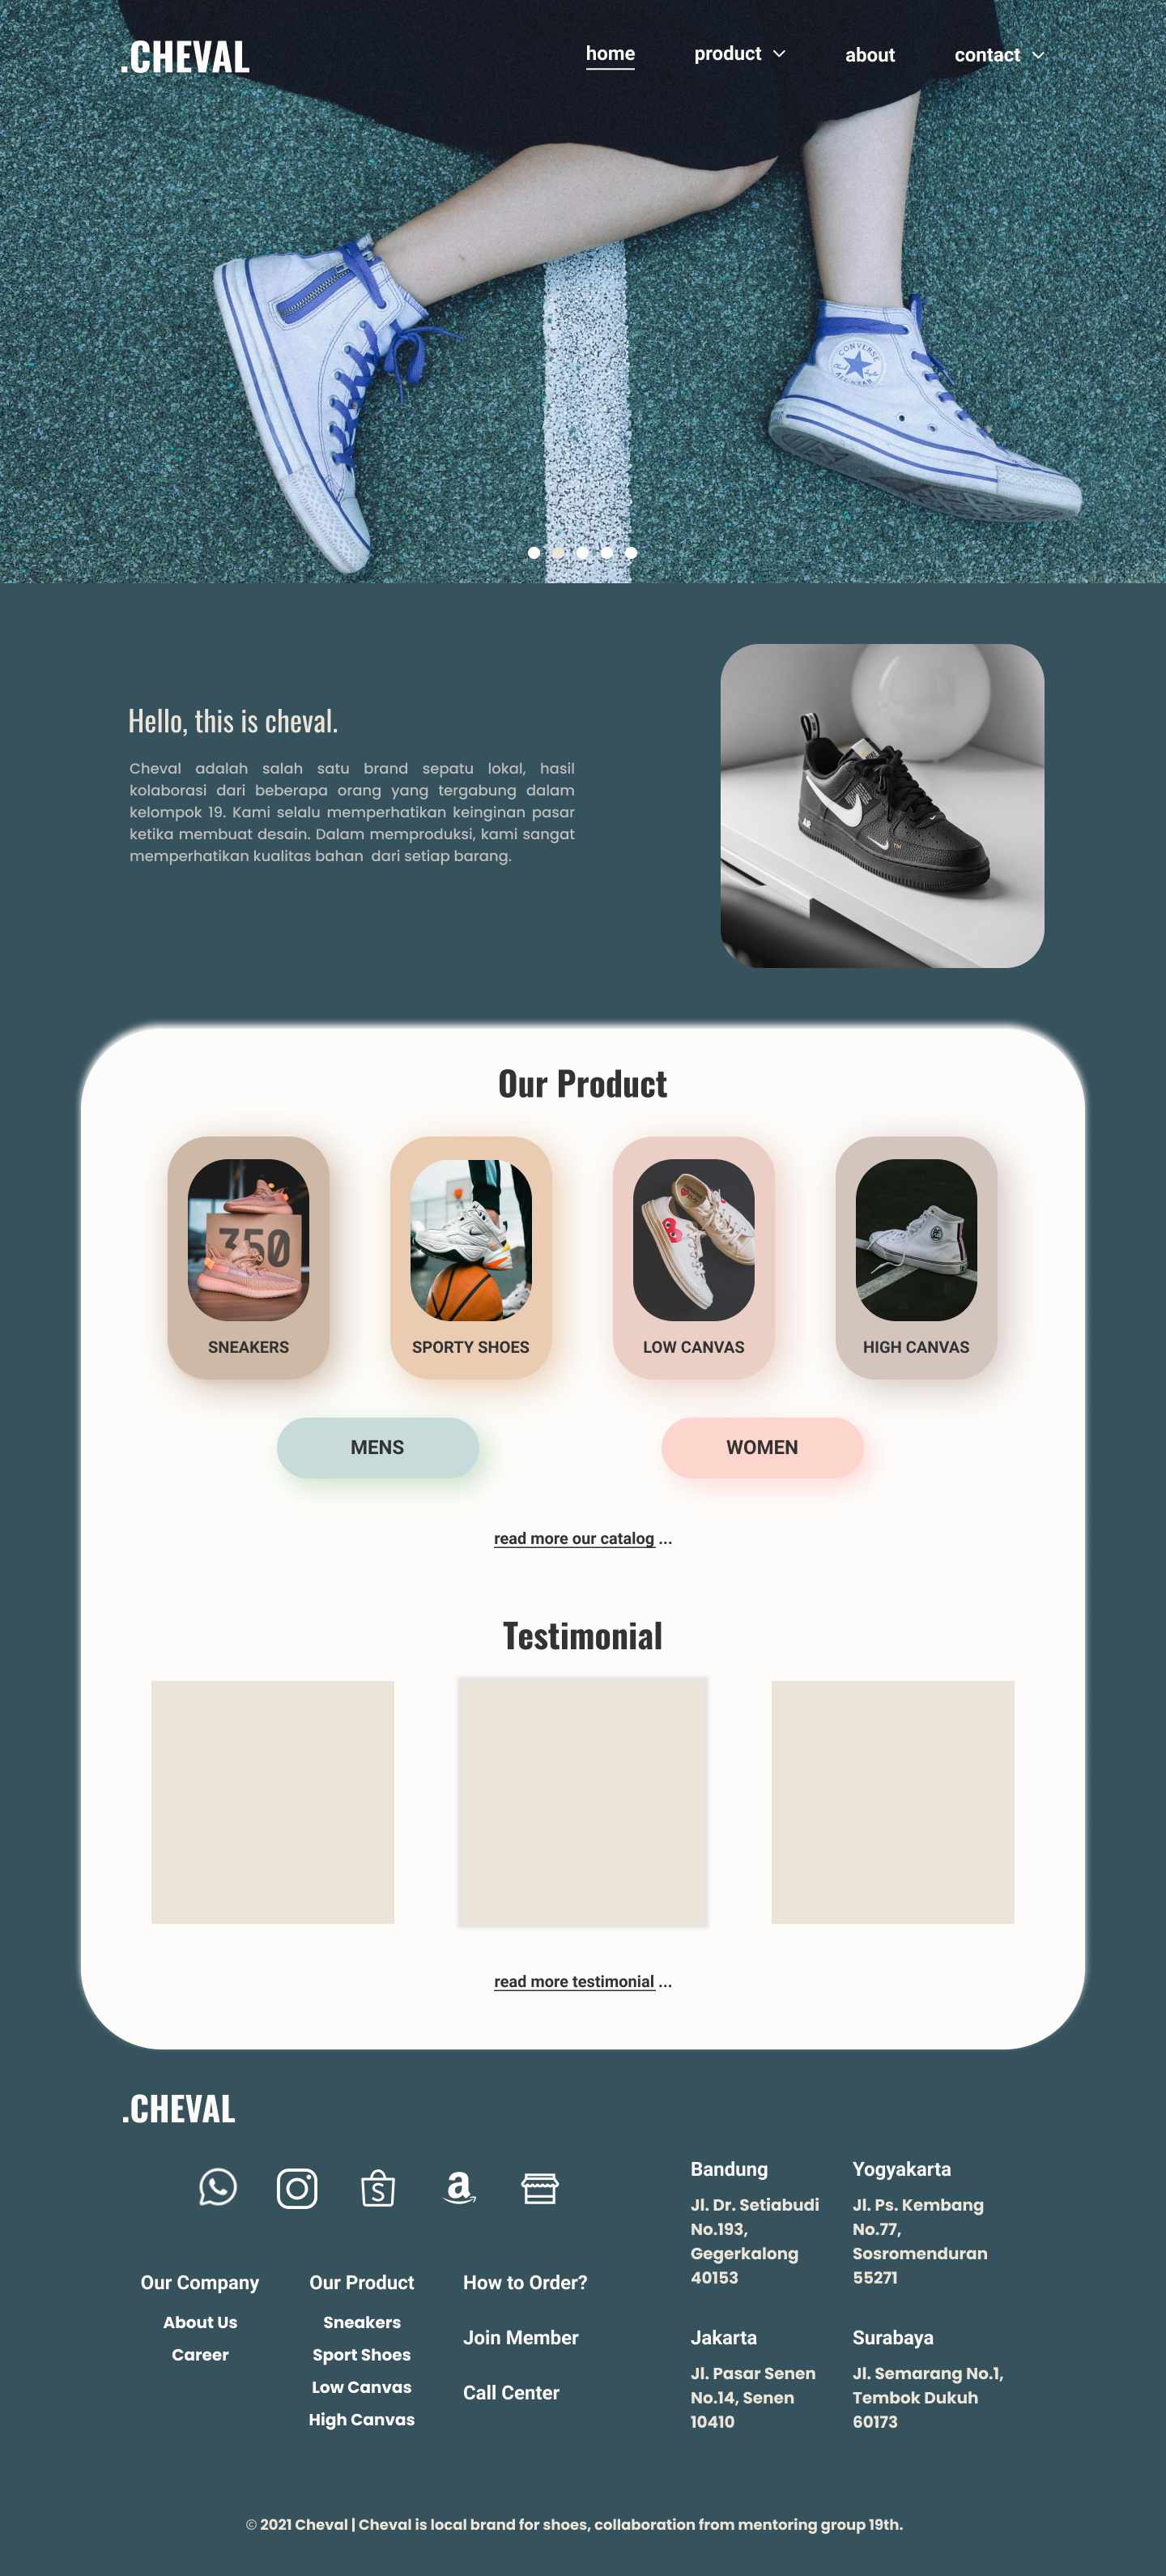 .CHEVAL
home
product
about
contact
CONVERSE
Hello, this is cheval.
Cheval adalah salah satu brand sepatu lokal, hasil
kolaborasi dari beberapa orang yang tergabung dalam
kelompok 19. Kami selalu memperhatikan keinginan pasar
ketika membuat desain. Dalam memproduksi, kami sangat
memperhatikan kualitas bahan dari setiap barang.
AIR
TM
Our Product
350
SNEAKERS
SPORTY SHOES
LOW CANVAS
HIGH CANVAS
MENS
WOMEN
read more our catalog ...
Testimonial
read more testimonial ...
.CHEVAL
Our Company
About Us
Career
Our Product
Sneakers
Sport Shoes
Low Canvas
High Canvas
How to Order?
Join Member
Call Center
Bandung
Jl. Dr. Setiabudi
No.193,
Gegerkalong
40153
Yogyakarta
Jl. Ps. Kembang
No.77,
Sosromenduran
55271
Jakarta
Jl. Pasar Senen
No.14, Senen
10410
Surabaya
Jl. Semarang No.1,
Tembok Dukuh
60173
© 2021 Cheval | Cheval is local brand for shoes, collaboration from mentoring group 19th.